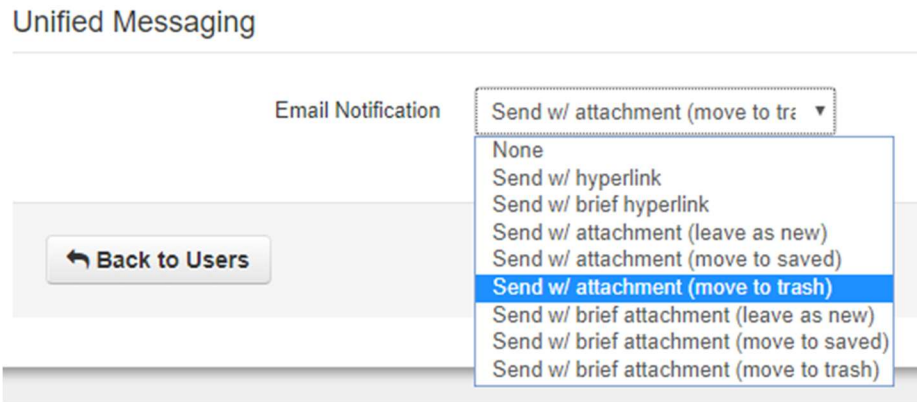 Unified Messaging
Email Notification
Send w/ attachment (move to tra
None
Send w/ hyperlink
Send w/ brief hyperlink
Send w/ attachment (leave as new)
Send w/ attachment (move to saved)
Send w/ attachment (move to trash)
Send w/ brief attachment (leave as new)
Send w/ brief attachment (move to saved)
Send w/ brief attachment (move to trash)
Back to Users